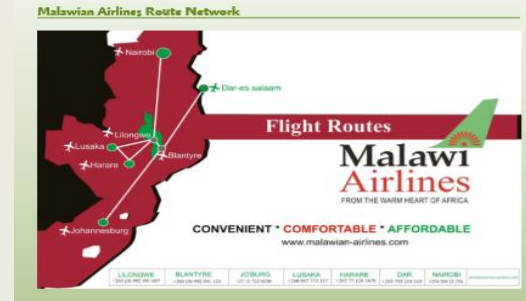 Malawian Airlines Route Network
Nairobi
Dar-es salaam
Flight Routes
Lilongwe
Lusaka
Blantyre
Harare
Malawi
Airlines
FROM THE WARM HEART OF AFRICA
Johannesburg
CONVENIENT * COMFORTABLE * AFFORDABLE
www.malawian-airlines.com
LILONGWE BLANTYRE JO'BURG LUSAKA HARARE DAR NAIROBI